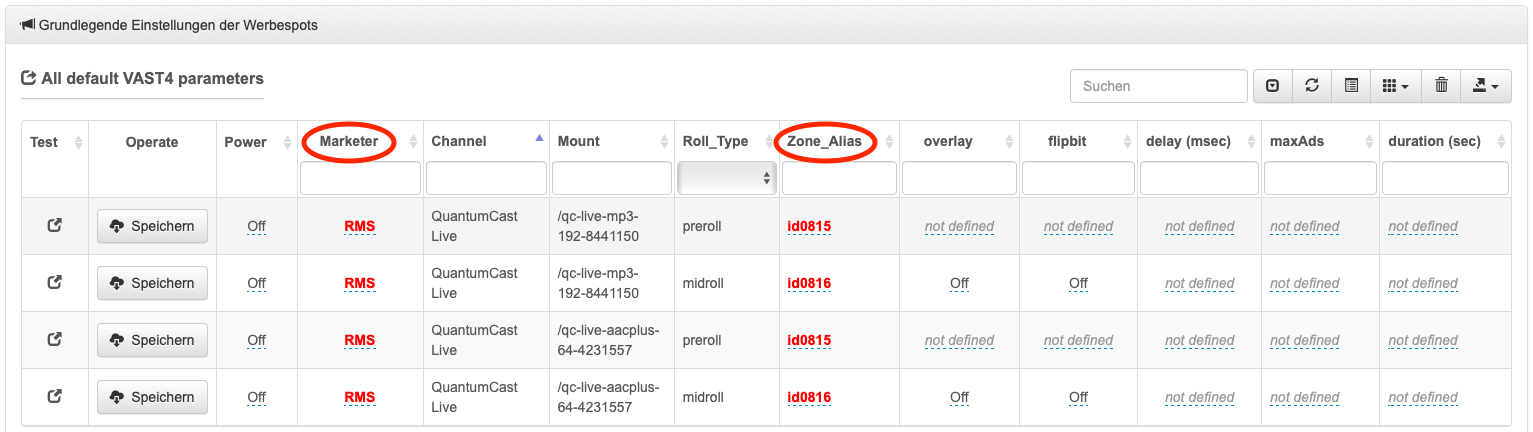 Grundlegende Einstellungen der Werbespots
All default VAST4 parameters
Suchen
Test Operate Power Marketer Channel Mount Roll_Type Zone_Alias overlay flipbit delay (msec) maxAds duration (sec)
Speichern Off RMS QuantumCast Live /qc-live-mp3-192-8441150 preroll id0815 not defined not defined not defined not defined not defined
Speichern Off RMS QuantumCast Live /qc-live-mp3-192-8441150 midroll id0816 Off Off not defined not defined not defined
Speichern Off RMS QuantumCast Live /qc-live-aacplus-64-4231557 preroll id0815 not defined not defined not defined not defined not defined
Speichern Off RMS QuantumCast Live /qc-live-aacplus-64-4231557 midroll id0816 Off Off not defined not defined not defined